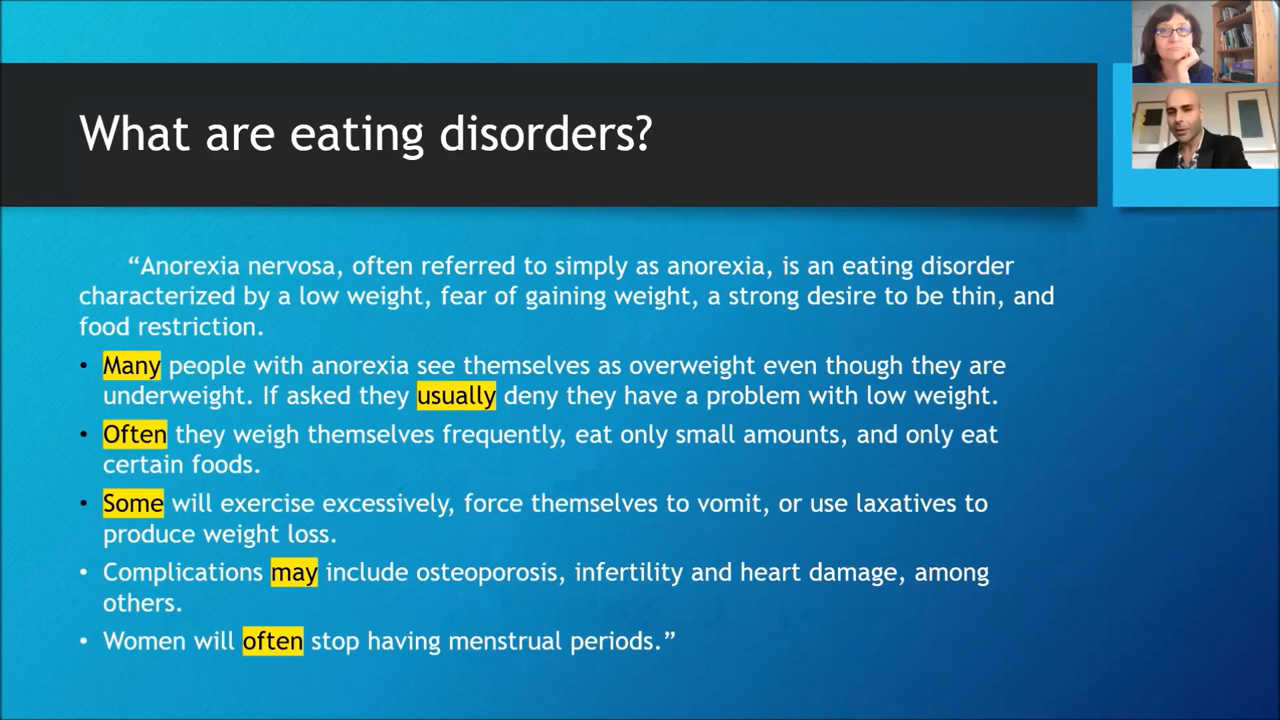 What are eating disorders?
“Anorexia nervosa, often referred to simply as anorexia, is an eating disorder
characterized by a low weight, fear of gaining weight, a strong desire to be thin, and
food restriction.
• Many people with anorexia see themselves as overweight even though they are
underweight. If asked they usually deny they have a problem with low weight.
• Often they weigh themselves frequently, eat only small amounts, and only eat
certain foods.
• Some will exercise excessively, force themselves to vomit, or use laxatives to
produce weight loss.
• Complications may include osteoporosis, infertility and heart damage, among
others.
• Women will often stop having menstrual periods.”